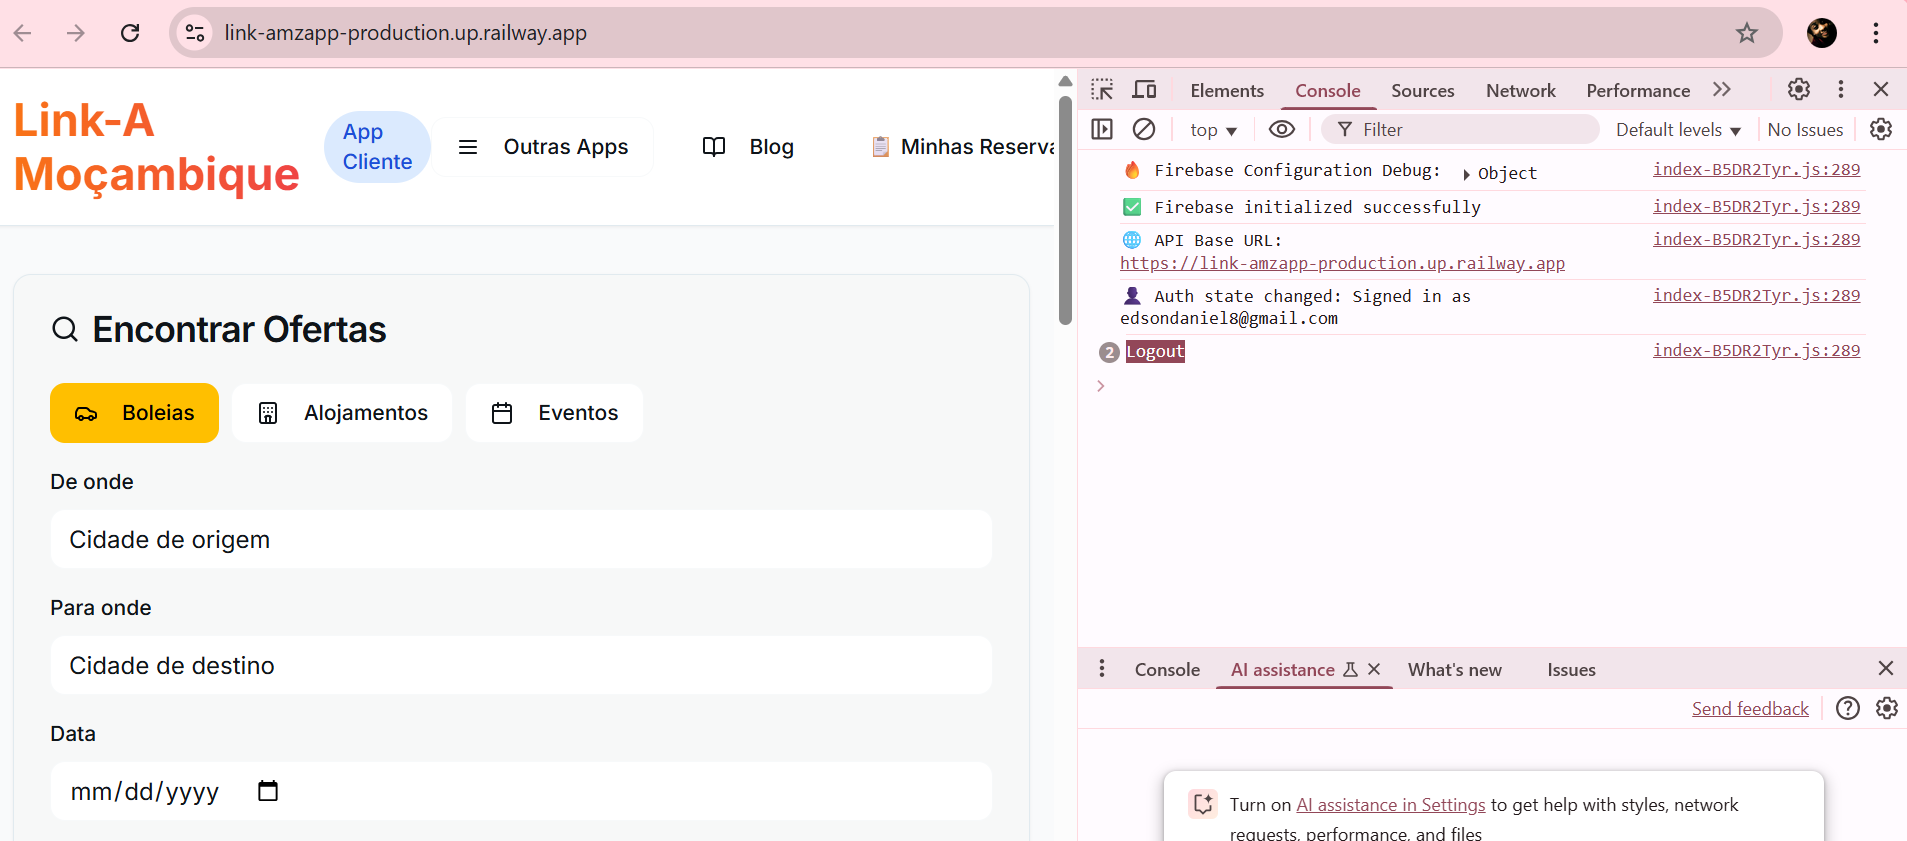 link-amzapp-production.up.railway.app
Link-A
Moçambique
App
Cliente
Outras Apps
Blog
Minhas Reserva
Encontrar Ofertas
Boleias
Alojamentos
Eventos
De onde
Cidade de origem
Para onde
Cidade de destino
Data
mm/dd/yyyy
Elements
Console
Sources
Network
Performance
top
Filter
Default levels
No Issues
Firebase Configuration Debug: Object index-B5DR2Tyr.js:289
Firebase initialized successfully index-B5DR2Tyr.js:289
API Base URL: index-B5DR2Tyr.js:289
https://link-amzapp-production.up.railway.app
Auth state changed: Signed in as index-B5DR2Tyr.js:289
edsondaniel8@gmail.com
2 Logout index-B5DR2Tyr.js:289
Console
AI assistance
What's new
Issues
Send feedback
Turn on AI assistance in Settings to get help with styles, network
requests, performance, and files